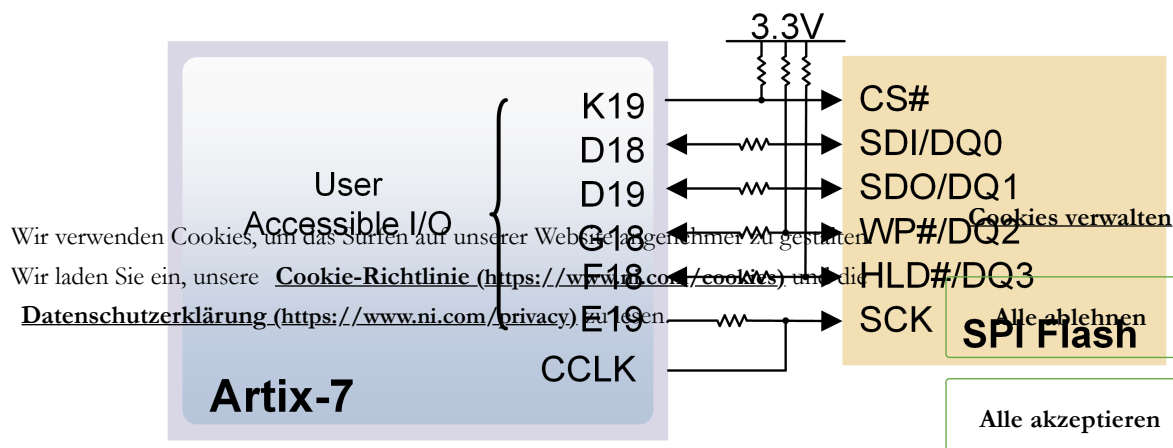 3.3V
K19
CS#
D18
SDI/DQ0
D19
SDO/DQ1
User
Accessible I/O
G18
WP#/DQ2
F18
HLD#/DQ3
E19
SCK
SPI Flash
CCLK
Artix-7
Wir verwenden Cookies, um das Surfen auf unserer Website angenehmer zu gestalten
Wir laden Sie ein, unsere Cookie-Richtlinie (https://www.ni.com/cookies) und die
Datenschutzerklärung (https://www.ni.com/privacy) zu lesen.
Cookies verwalten
Alle ablehnen
Alle akzeptieren